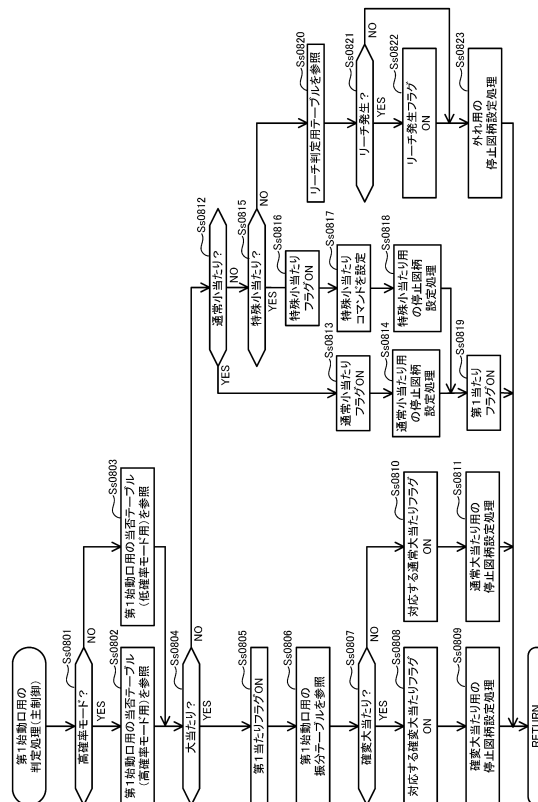 第1始動口用の
判定処理(主制御)
Ss0801
高確率モード?
NO
YES
Ss0802
第1始動口用の当否テーブル
(高確率モード用)を参照
Ss0803
第1始動口用の当否テーブル
(低確率モード用)を参照
Ss0804
大当たり?
NO
YES
Ss0805
第1当たりフラグON
Ss0806
第1始動口用の
振分テーブルを参照
Ss0807
確変大当たり?
NO
YES
Ss0808
対応する確変大当たりフラグ
ON
Ss0809
確変大当たり用の
停止図柄設定処理
Ss0810
対応する通常大当たりフラグ
ON
Ss0811
通常大当たり用の
停止図柄設定処理
Ss0812
通常小当たり?
YES
NO
Ss0813
通常小当たり
フラグON
Ss0814
通常小当たり用
の停止図柄
設定処理
Ss0815
特殊小当たり?
NO
YES
Ss0816
特殊小当たり
フラグON
Ss0817
特殊小当たり
コマンドを設定
Ss0818
特殊小当たり用
の停止図柄
設定処理
Ss0819
第1当たり
フラグON
Ss0820
リーチ判定用テーブルを参照
Ss0821
リーチ発生?
NO
YES
Ss0822
リーチ発生フラグ
ON
Ss0823
外れ用の
停止図柄設定処理
RETURN